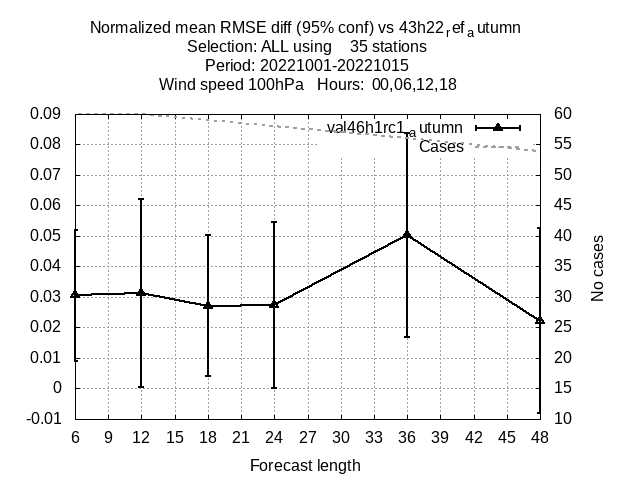 Normalized mean RMSE diff (95% conf) vs 43h22refautumn
Selection: ALL using 35 stations
Period: 20221001-20221015
Wind speed 100hPa Hours: 00,06,12,18
0.09 60
val46h1rc1autumn
0.08 55
Cases
0.07 50
0.06 45
0.05 40
0.04 35
0.03 30
0.02 25
0.01 20
0 15
-0.01 10
No cases
6 9 12 15 18 21 24 27 30 33 36 39 42 45 48
Forecast length